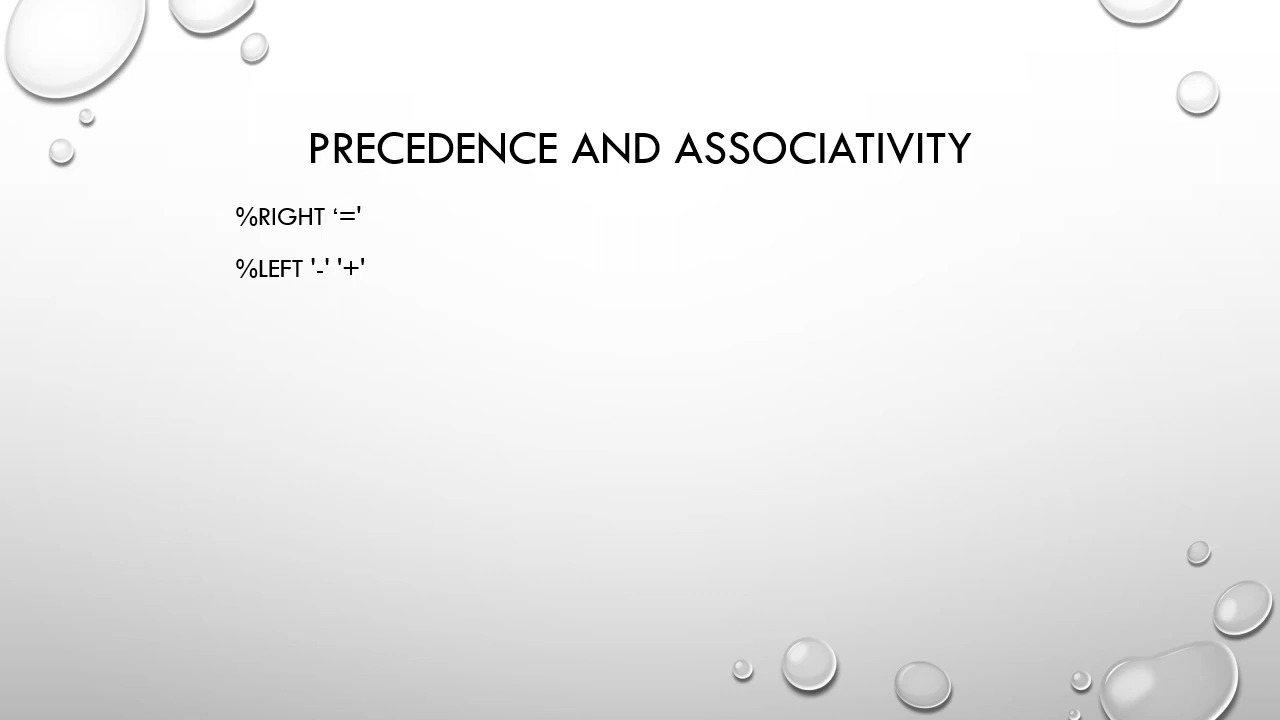 PRECEDENCE AND ASSOCIATIVITY
%RIGHT ‘='
%LEFT '-' '+'